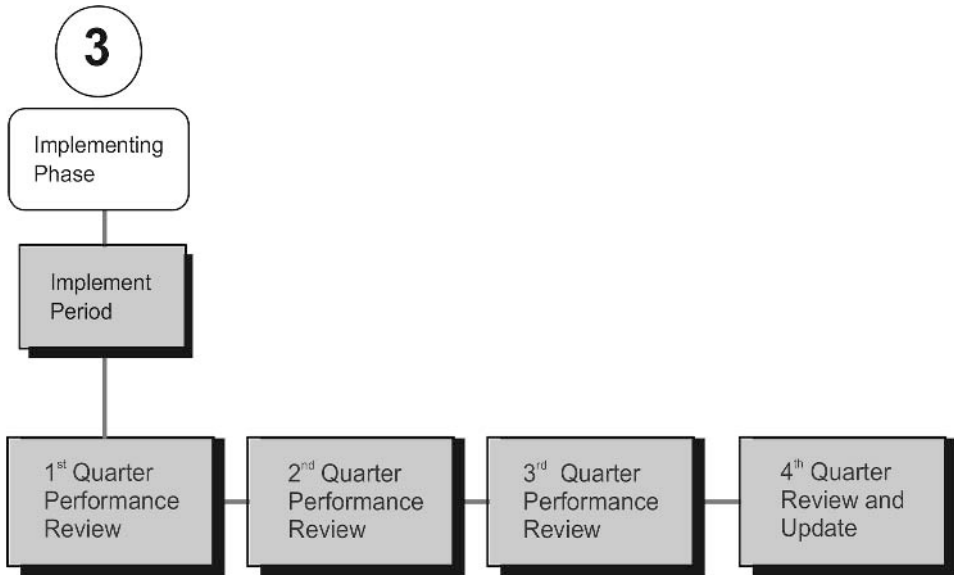 3
Implementing
Phase
Implement
Period
1st Quarter
Performance
Review
2nd Quarter
Performance
Review
3rd Quarter
Performance
Review
4th Quarter
Review and
Update